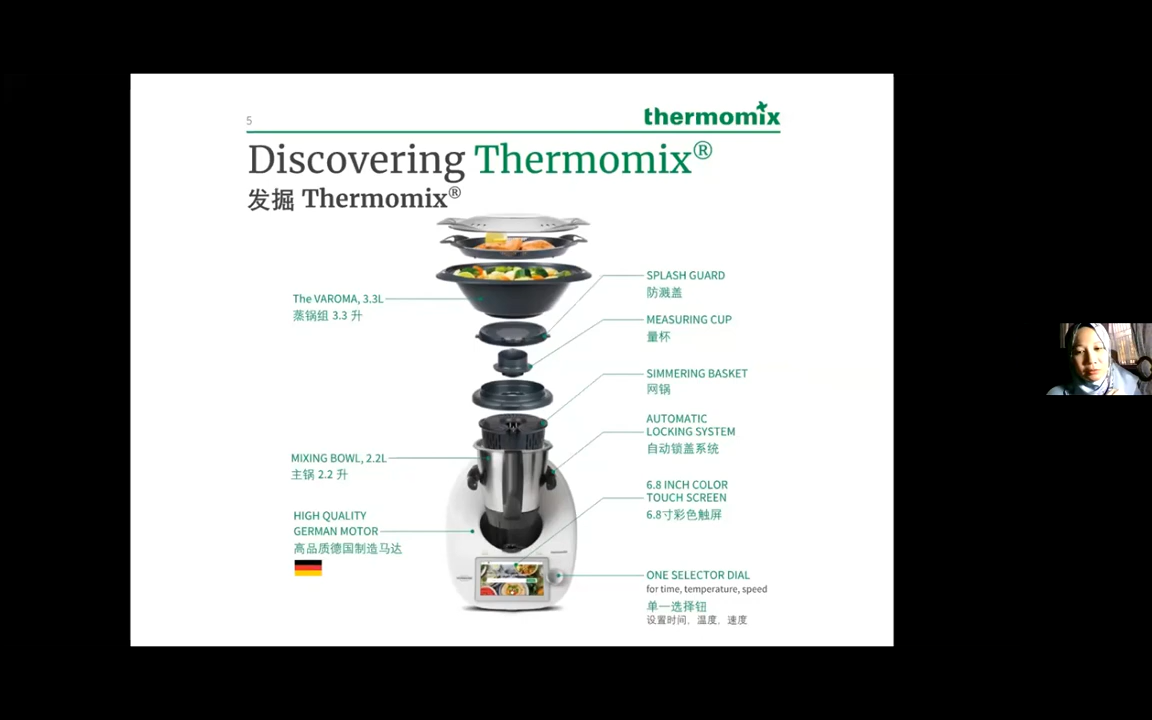 5
thermomix
Discovering Thermomix®
发掘 Thermomix®
The VAROMA, 3.3L
蒸锅组 3.3 升
SPLASH GUARD
防溅盖
MEASURING CUP
量杯
SIMMERING BASKET
网锅
AUTOMATIC
LOCKING SYSTEM
自动锁盖系统
MIXING BOWL, 2.2L
主锅 2.2 升
6.8 INCH COLOR
TOUCH SCREEN
6.8寸彩色触屏
HIGH QUALITY
GERMAN MOTOR
高品质德国制造马达
ONE SELECTOR DIAL
for time, temperature, speed
单一选择钮
设置时间、温度、速度